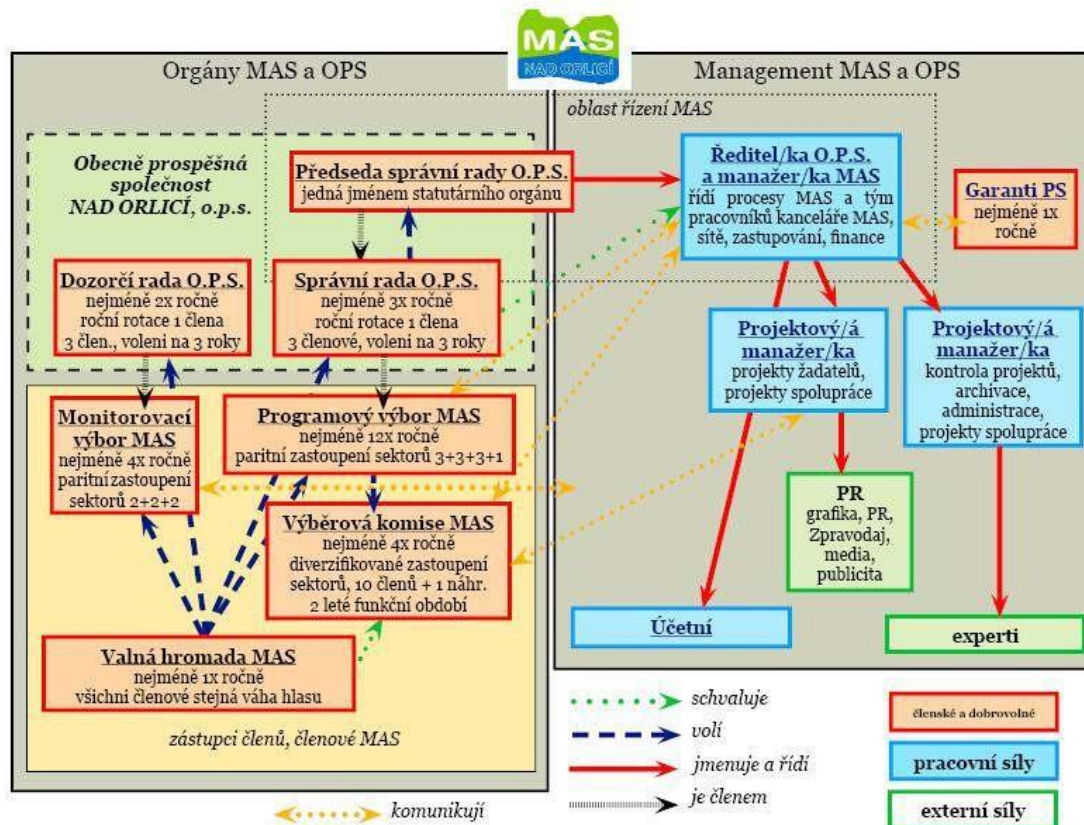 MAS
NAD ORLICÍ
Orgány MAS a OPS
Management MAS a OPS
oblast řízení MAS
Obecně prospěšná
společnost
NAD ORLICÍ, o.p.s.
Předseda správní rady O.P.S.
jedná jménem statutárního orgánu
Ředitel/ka O.P.S.
a manažer/ka MAS
řídí procesy MAS a tým
pracovníků kanceláře MAS,
sítě, zastupování, finance
Garanti PS
nejméně 1x
ročně
Dozorčí rada O.P.S.
nejméně 2x ročně
roční rotace 1 člena
3 člen., voleni na 3 roky
Správní rada O.P.S.
nejméně 3x ročně
roční rotace 1 člena
3 členové, voleni na 3 roky
Projektový/á
manažer/ka
projekty žadatelů,
projekty spolupráce
Projektový/á
manažer/ka
kontrola projektů,
archivace,
administrace,
projekty spolupráce
Monitorovací
výbor MAS
nejméně 4x ročně
paritní zastoupení
sektorů 2+2+2
Programový výbor MAS
nejméně 12x ročně
paritní zastoupení sektorů 3+3+3+1
Výběrová komise MAS
nejméně 4x ročně
diverzifikované zastoupení
sektorů, 10 členů + 1 náhr.
2 leté funkční období
PR
grafika, PR,
Zpravodaj,
media,
publicita
Účetní
experti
Valná hromada MAS
nejméně 1x ročně
všichni členové stejná váha hlasu
zástupci členů, členové MAS
schvaluje
volí
jmenuje a řídí
je členem
komunikují
členské a dobrovolné
pracovní síly
externí síly